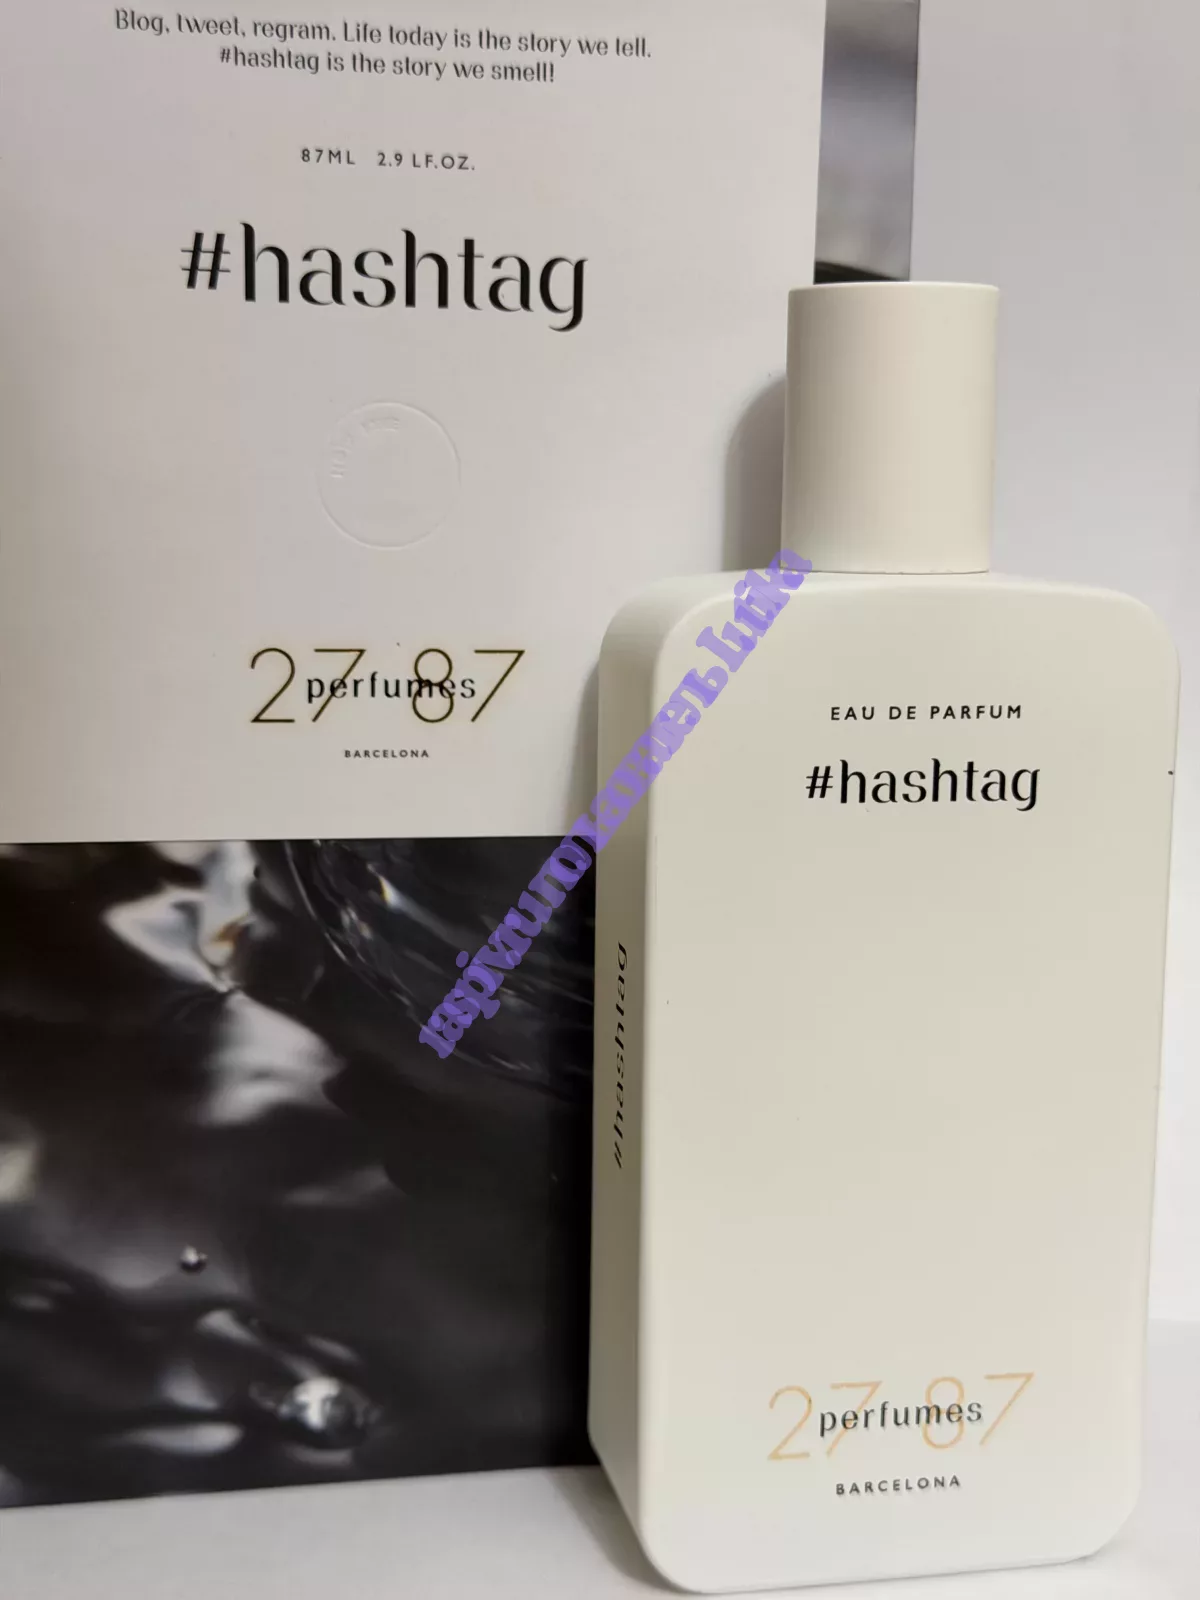 Blog, tweet, regram. Life today is the story we tell.
#hashtag is the story we smell!
87ML 2.9 LF.OZ.
#hashtag
27 87
perfumes
BARCELONA
EAU DE PARFUM
#hashtag
#hashtag
27 87
perfumes
BARCELONA